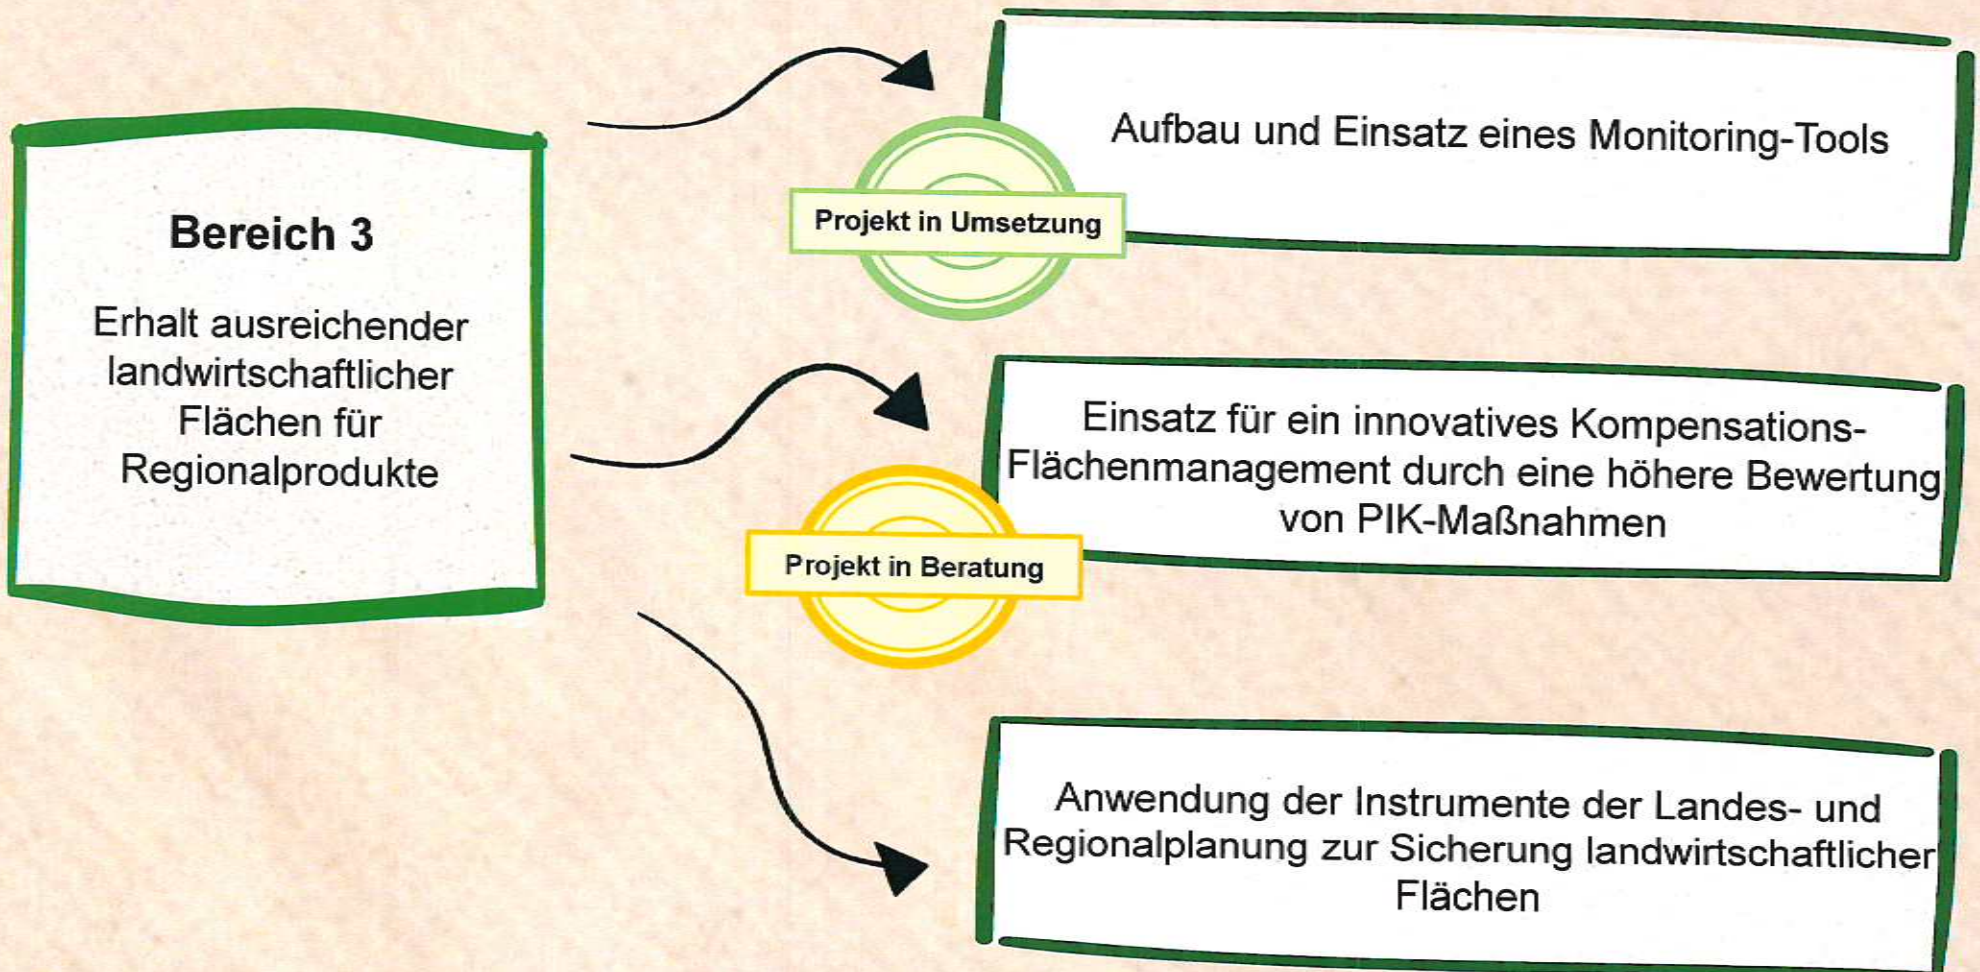 Bereich 3
Erhalt ausreichender
landwirtschaftlicher
Flächen für
Regionalprodukte
Aufbau und Einsatz eines Monitoring-Tools
Projekt in Umsetzung
Einsatz für ein innovatives Kompensations-
Flächenmanagement durch eine höhere Bewertung
von PIK-Maßnahmen
Projekt in Beratung
Anwendung der Instrumente der Landes- und
Regionalplanung zur Sicherung landwirtschaftlicher
Flächen